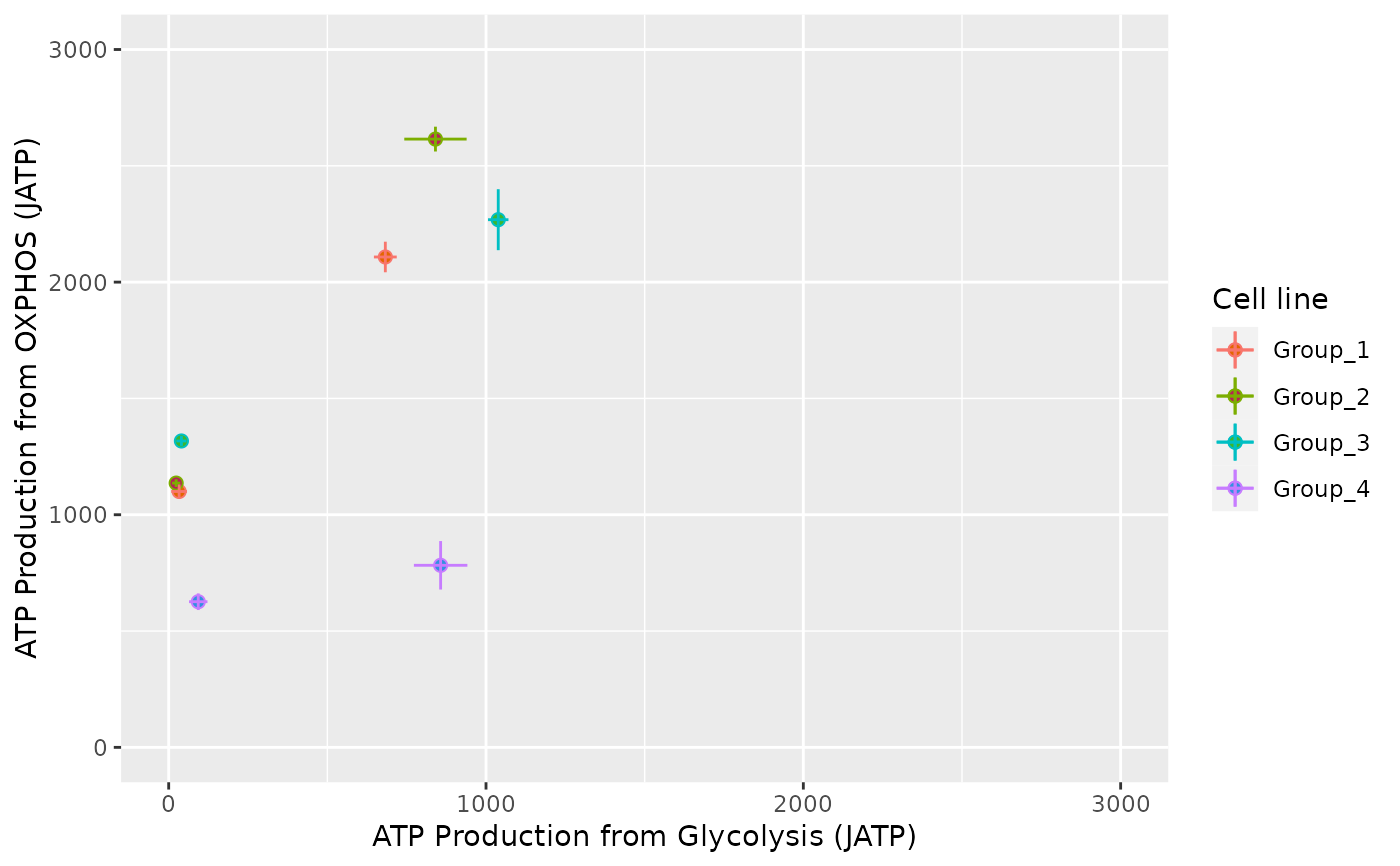 ATP Production from OXPHOS (JATP)
3000
2000
1000
0
0 1000 2000 3000
ATP Production from Glycolysis (JATP)
Cell line
Group_1
Group_2
Group_3
Group_4